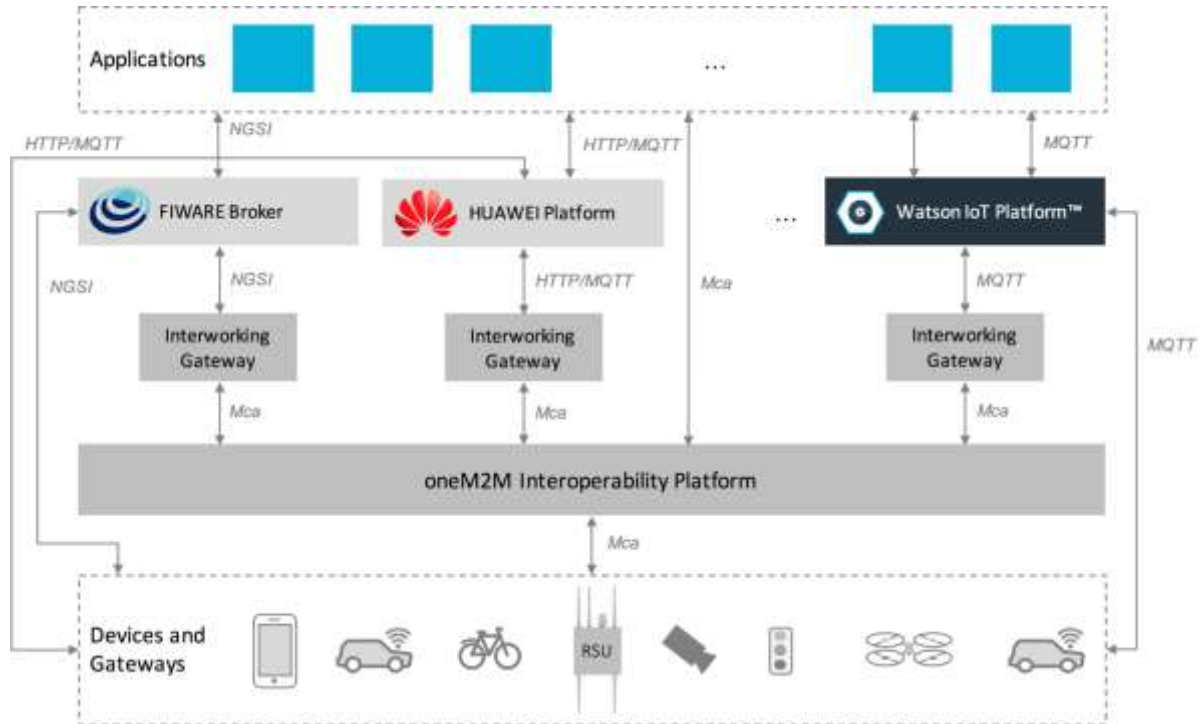 Applications
...
NGSI
HTTP/MQTT
HTTP/MQTT
MQTT
FIWARE Broker
HUAWEI Platform
...
Watson IoT Platform™
NGSI
NGSI
HTTP/MQTT
Mca
MQTT
MQTT
Interworking
Gateway
Interworking
Gateway
Interworking
Gateway
Mca
Mca
Mca
oneM2M Interoperability Platform
Mca
Devices and
Gateways
RSU